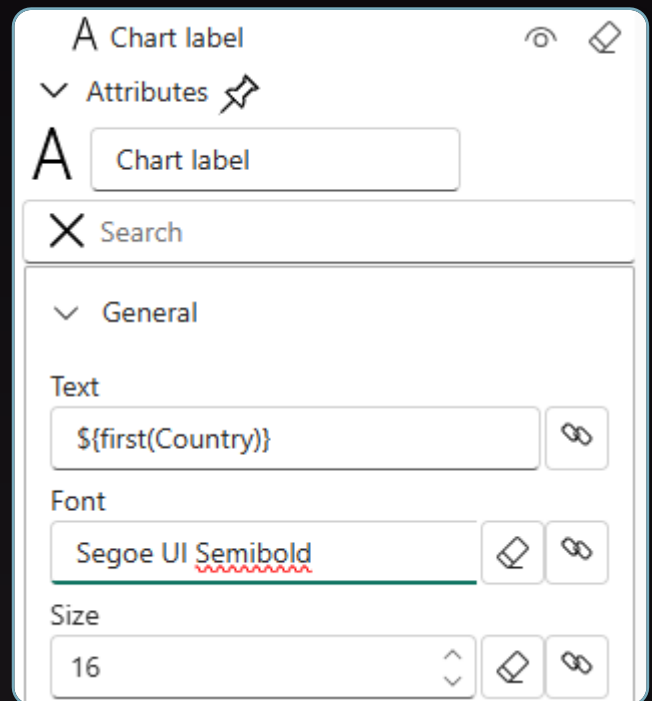 A Chart label
Attributes
A Chart label
Search
General
Text
${first(Country)}
Font
Segoe UI Semibold
Size
16